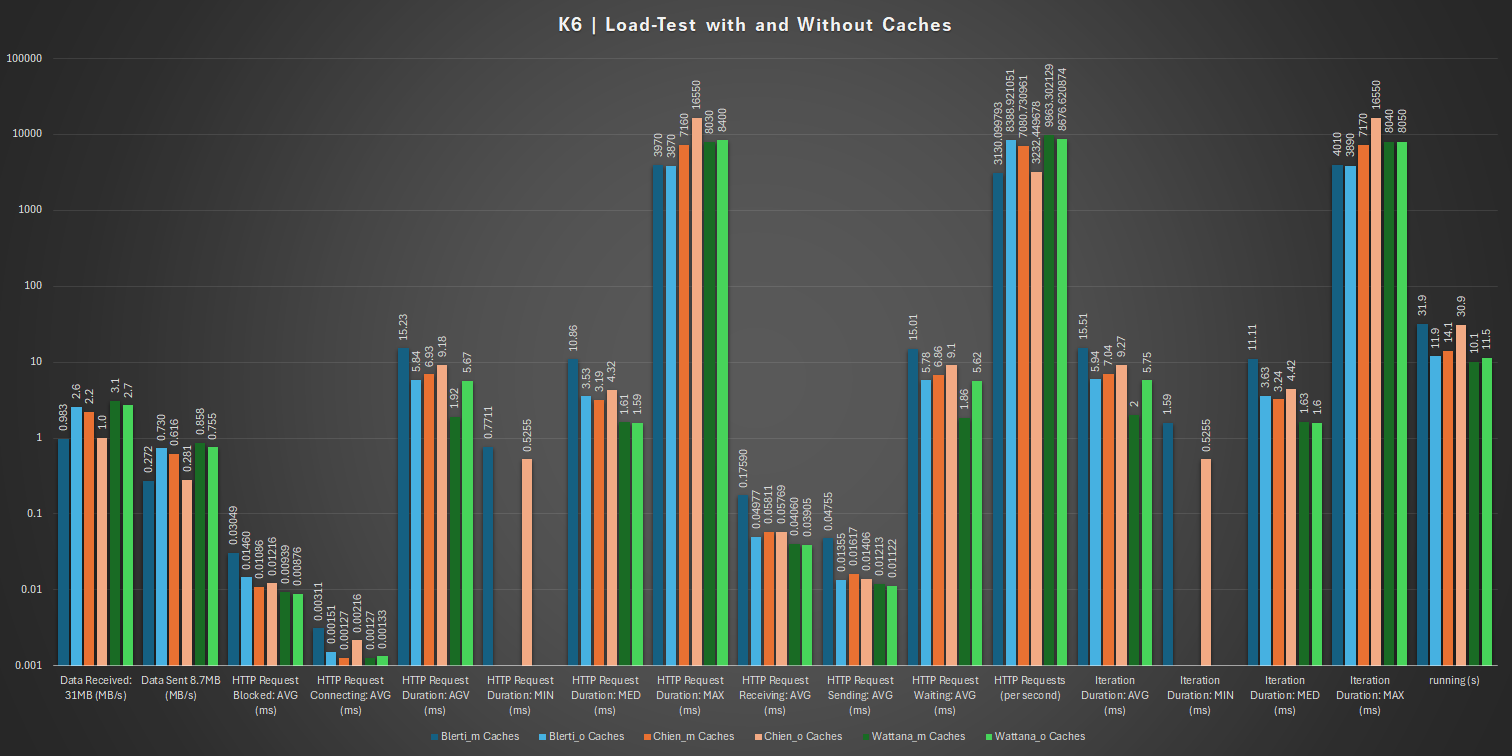 K6 | Load-Test with and Without Caches
100000
10000
1000
100
10
1
0.1
0.01
0.001
0.983
2.6
2.2
1.0
3.1
2.7
0.272
0.730
0.616
0.281
0.858
0.755
0.03049
0.01460
0.01086
0.01216
0.00939
0.00876
0.00311
0.00151
0.00127
0.00216
0.00127
0.00133
15.23
5.84
6.93
9.18
1.92
5.67
0.7711
0.5255
10.86
3.53
3.19
4.32
1.61
1.59
3970
3870
7160
16550
8030
8400
0.17590
0.04977
0.05811
0.05769
0.04060
0.03905
0.04755
0.01355
0.01617
0.01406
0.01213
0.01122
15.01
5.78
6.86
9.1
1.86
5.62
3130.099793
8388.921051
7080.730961
3232.449678
9863.302129
8676.620874
15.51
5.94
7.04
9.27
2
5.75
1.59
0.5255
11.11
3.63
3.24
4.42
1.63
1.6
4010
3890
7170
16550
8040
8050
31.9
11.9
14.1
30.9
10.1
11.5
Data Received:
31MB (MB/s)
Data Sent 8.7MB
(MB/s)
HTTP Request
Blocked: AVG
(ms)
HTTP Request
Connecting: AVG
(ms)
HTTP Request
Duration: AGV
(ms)
HTTP Request
Duration: MIN
(ms)
HTTP Request
Duration: MED
(ms)
HTTP Request
Duration: MAX
(ms)
HTTP Request
Receiving: AVG
(ms)
HTTP Request
Sending: AVG
(ms)
HTTP Request
Waiting: AVG
(ms)
HTTP Requests
(per second)
Iteration
Duration: AVG
(ms)
Iteration
Duration: MIN
(ms)
Iteration
Duration: MED
(ms)
Iteration
Duration: MAX
(ms)
running (s)
Blerti_m Caches
Blerti_o Caches
Chien_m Caches
Chien_o Caches
Wattana_m Caches
Wattana_o Caches